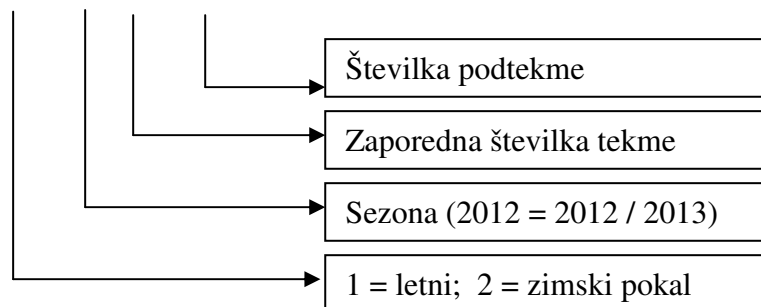 Številka podtekme
Zaporedna številka tekme
Sezona (2012 = 2012 / 2013)
1 = letni; 2 = zimski pokal